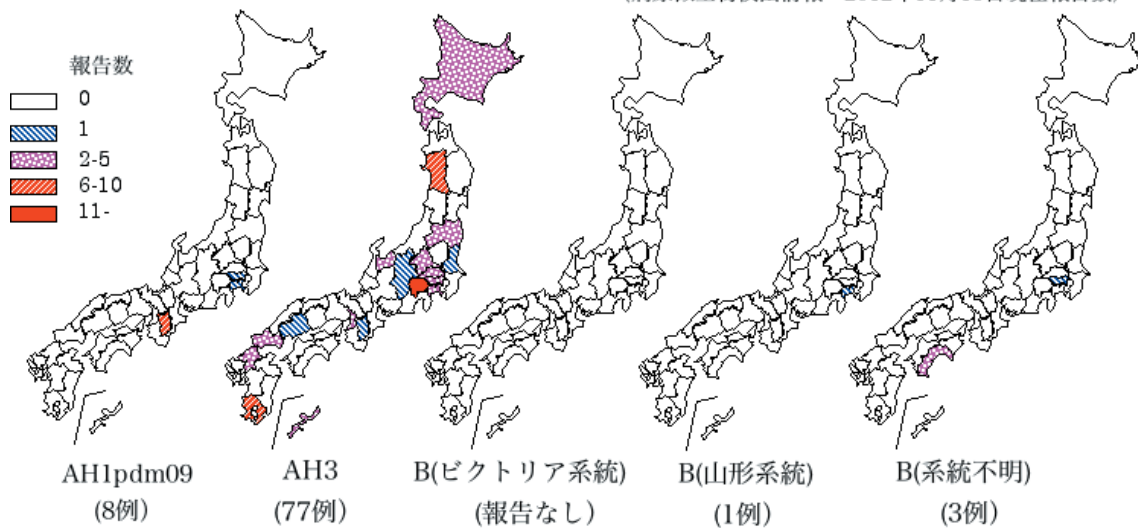 報告数
0
1
2-5
6-10
11-
AH1pdm09
(8例)
AH3
(77例)
B(ビクトリア系統)
(報告なし)
B(山形系統)
(1例)
B(系統不明)
(3例)